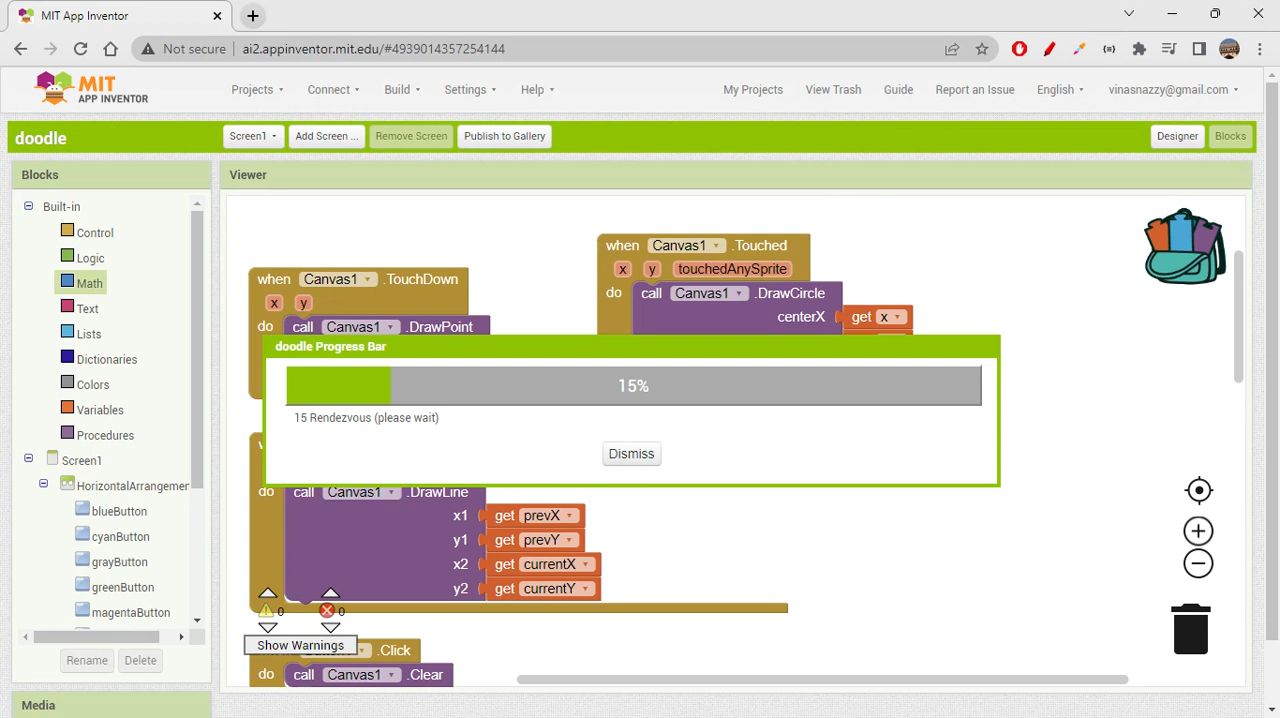 MIT App Inventor
Not secure ai2.appinventor.mit.edu/#4939014357254144
MIT
APP INVENTOR
Projects Connect Build Settings Help My Projects View Trash Guide Report an Issue English vinasnazzy@gmail.com
doodle Screen1 Add Screen ... Remove Screen Publish to Gallery Designer Blocks
Blocks
Viewer
Built-in
Control
Logic
Math
Text
Lists
Dictionaries
Colors
Variables
Procedures
Screen1
HorizontalArrangemen
blueButton
cyanButton
grayButton
greenButton
magentaButton
Rename Delete
Media
when Canvas1 .TouchDown
x y
do call Canvas1 .DrawPoint
when Canvas1 .Touched
x y touchedAnySprite
do call Canvas1 .DrawCircle
centerX get x
doodle Progress Bar
15%
15 Rendezvous (please wait)
Dismiss
do call Canvas1 .DrawLine
x1 get prevX
y1 get prevY
x2 get currentX
y2 get currentY
0 0
Show Warnings
.Click
do call Canvas1 .Clear